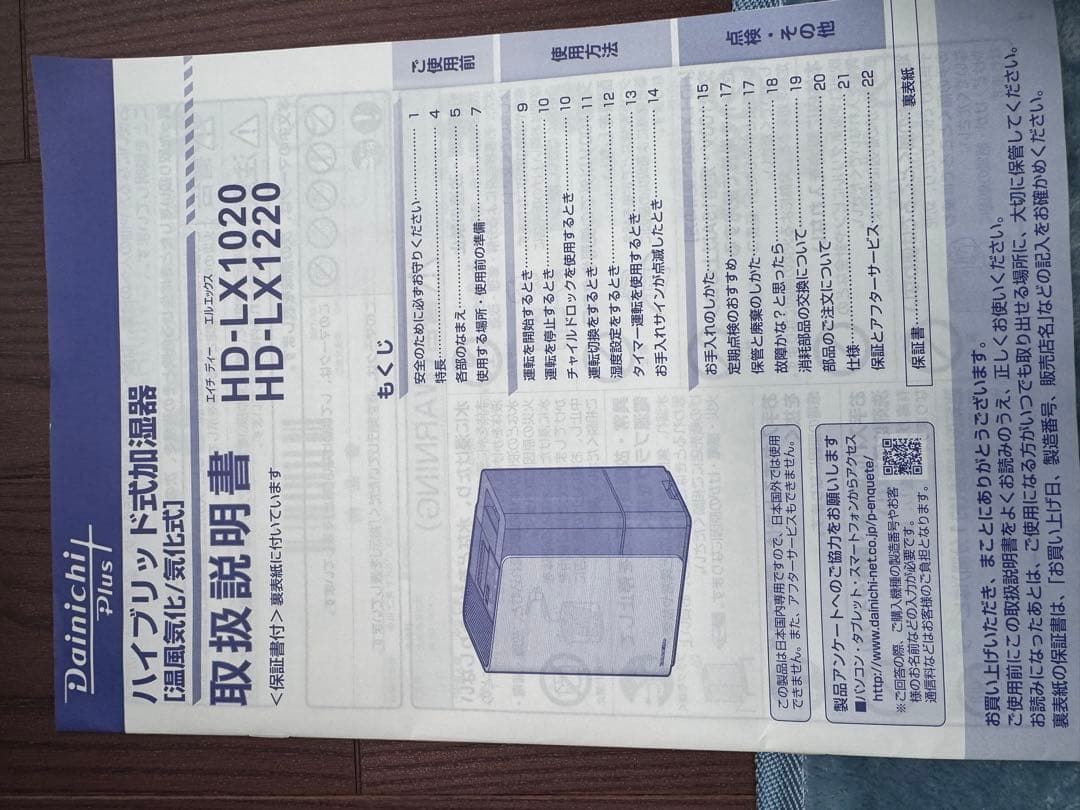 Dainichi
Plus
ハイブリッド式加湿器
[温風気化/気化式]
取扱説明書
<保証書付>裏表紙に付いています
エイチ ディー エル エックス
HD-LX1020
HD-LX1220
もくじ
ご使用前
安全のために必ずお守りください……1
特長……4
各部のなまえ……5
使用する場所・使用前の準備……7
使用方法
運転を開始するとき……9
運転を停止するとき……10
チャイルドロックを使用するとき……10
運転切換をするとき……11
湿度設定をするとき……12
タイマー運転を使用するとき……13
お手入れサインが点滅したとき……14
点検・その他
お手入れのしかた……15
定期点検のおすすめ……17
保管と廃棄のしかた……17
故障かな?と思ったら……18
消耗部品の交換について……19
部品のご注文について……20
仕様……21
保証とアフターサービス……22
保証書……裏表紙
この製品は日本国内専用ですので、日本国外では使用
できません。また、アフターサービスもできません。
製品アンケートへのご協力をお願いします
■パソコン・タブレット・スマートフォンからアクセス
http://www.dainichi-net.co.jp/p-enquete/
※ご回答の際、ご購入機種の製造番号やお客
様のお名前などの入力が必要です。
通信料などはお客様のご負担となります。
お買い上げいただき、まことにありがとうございます。
ご使用前にこの取扱説明書をよくお読みのうえ、正しくお使いください。
お読みになったあとは、ご使用になる方がいつでも取り出せる場所に、大切に保管してください。
裏表紙の保証書は、「お買い上げ日、製造番号、販売店名」などの記入をお確かめください。